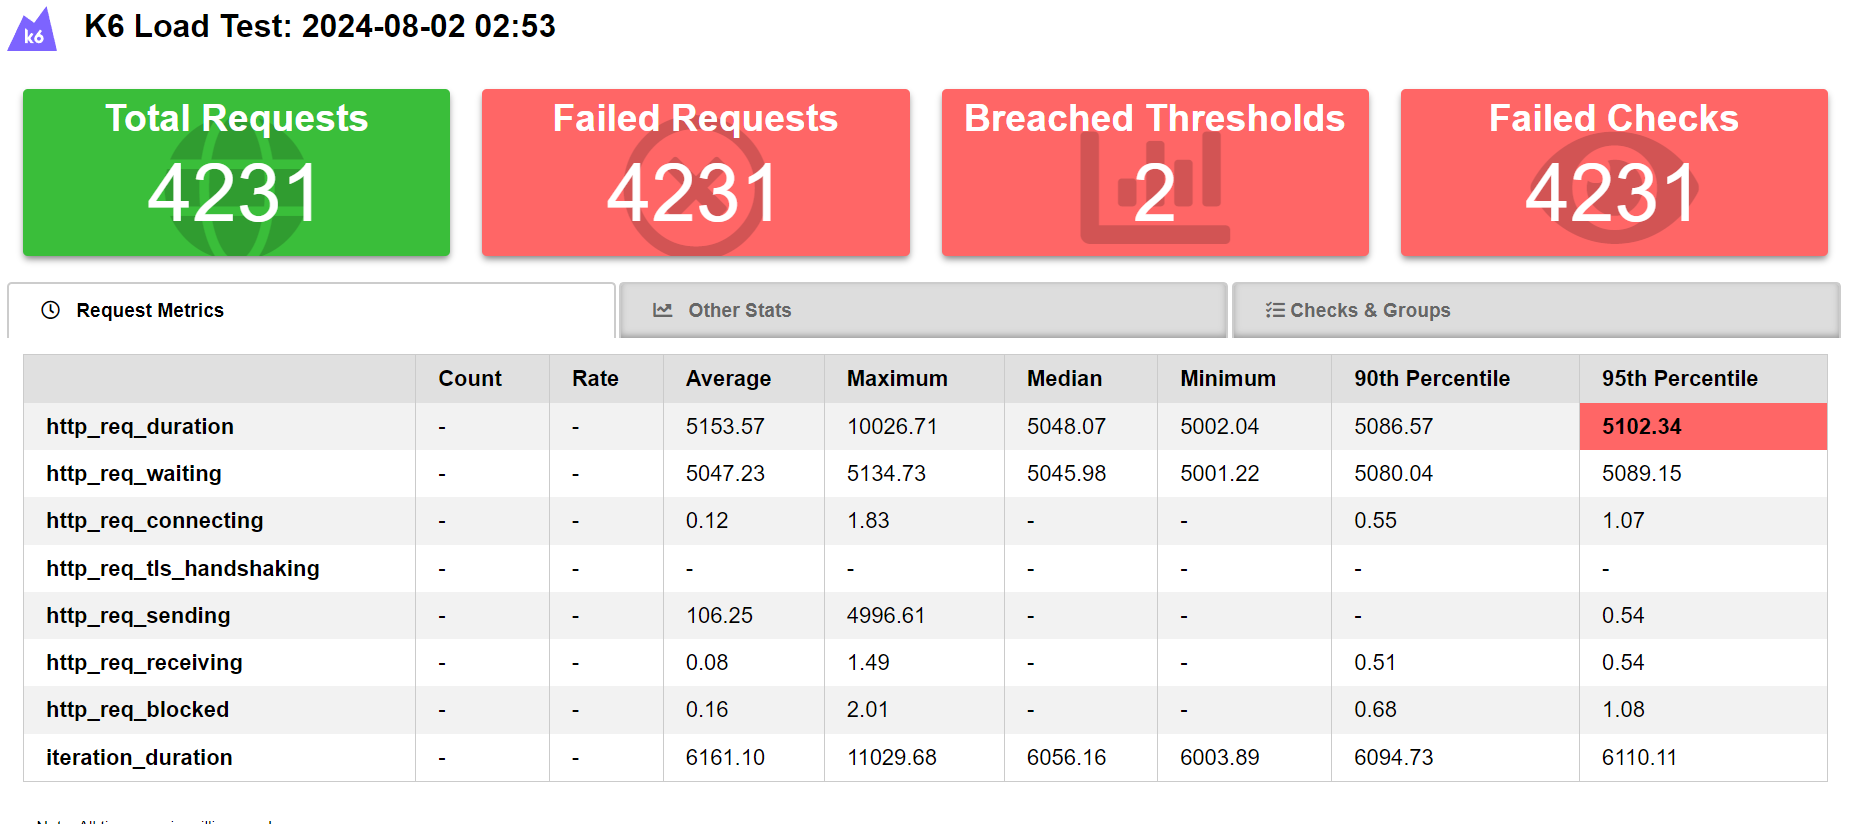 k6
K6 Load Test: 2024-08-02 02:53
Total Requests
4231
Failed Requests
4231
Breached Thresholds
2
Failed Checks
4231
Request Metrics
Other Stats
Checks & Groups
Count Rate Average Maximum Median Minimum 90th Percentile 95th Percentile
http_req_duration - - 5153.57 10026.71 5048.07 5002.04 5086.57 5102.34
http_req_waiting - - 5047.23 5134.73 5045.98 5001.22 5080.04 5089.15
http_req_connecting - - 0.12 1.83 - - 0.55 1.07
http_req_tls_handshaking - - - - - - - -
http_req_sending - - 106.25 4996.61 - - - 0.54
http_req_receiving - - 0.08 1.49 - - 0.51 0.54
http_req_blocked - - 0.16 2.01 - - 0.68 1.08
iteration_duration - - 6161.10 11029.68 6056.16 6003.89 6094.73 6110.11